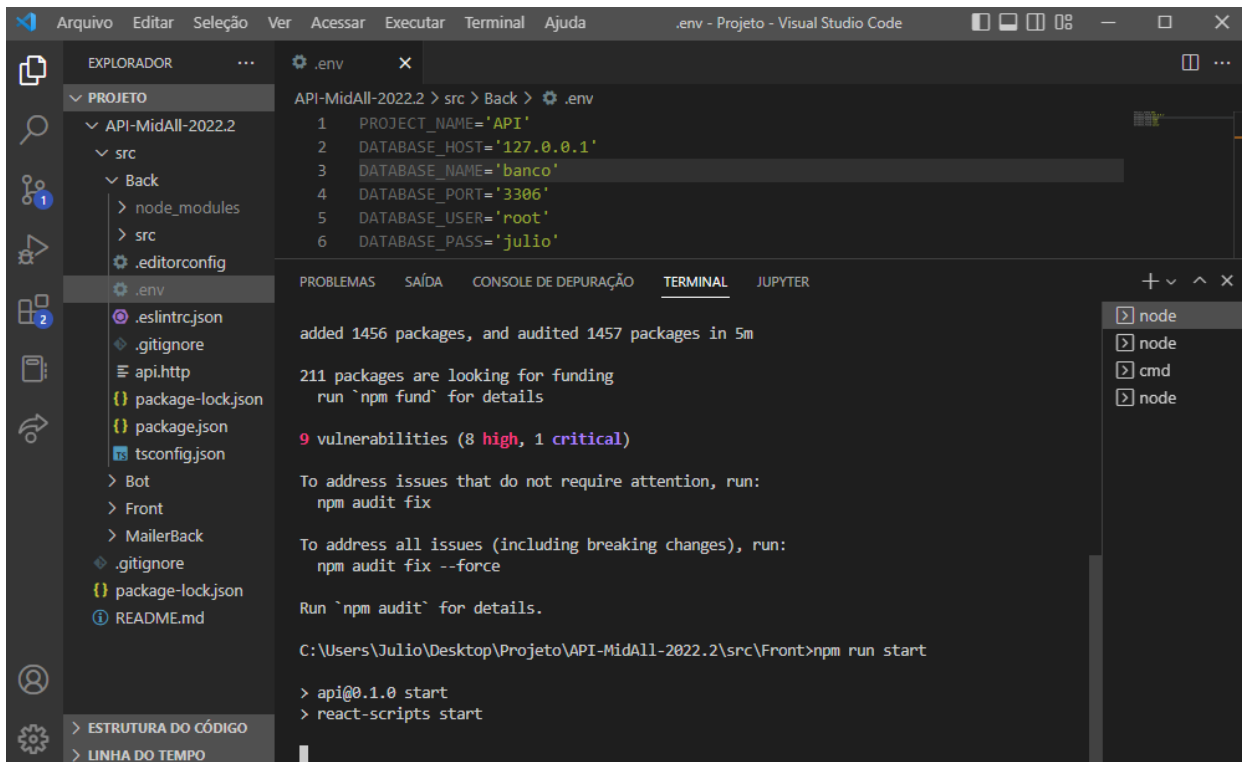 Arquivo Editar Seleção Ver Acessar Executar Terminal Ajuda .env - Projeto - Visual Studio Code
EXPLORADOR
PROJETO
API-MidAll-2022.2
src
Back
node_modules
src
.editorconfig
.env
.eslintrc.json
.gitignore
api.http
package-lock.json
package.json
TS tsconfig.json
Bot
Front
MailerBack
.gitignore
package-lock.json
README.md
ESTRUTURA DO CÓDIGO
LINHA DO TEMPO
1
2
.env
API-MidAll-2022.2 > src > Back > .env
1 PROJECT_NAME='API'
2 DATABASE_HOST='127.0.0.1'
3 DATABASE_NAME='banco'
4 DATABASE_PORT='3306'
5 DATABASE_USER='root'
6 DATABASE_PASS='julio'
PROBLEMAS SAÍDA CONSOLE DE DEPURAÇÃO TERMINAL JUPYTER
added 1456 packages, and audited 1457 packages in 5m
211 packages are looking for funding
run `npm fund` for details
9 vulnerabilities (8 high, 1 critical)
To address issues that do not require attention, run:
npm audit fix
To address all issues (including breaking changes), run:
npm audit fix --force
Run `npm audit` for details.
C:\Users\Julio\Desktop\Projeto\API-MidAll-2022.2\src\Front>npm run start
> api@0.1.0 start
> react-scripts start
node
node
cmd
node